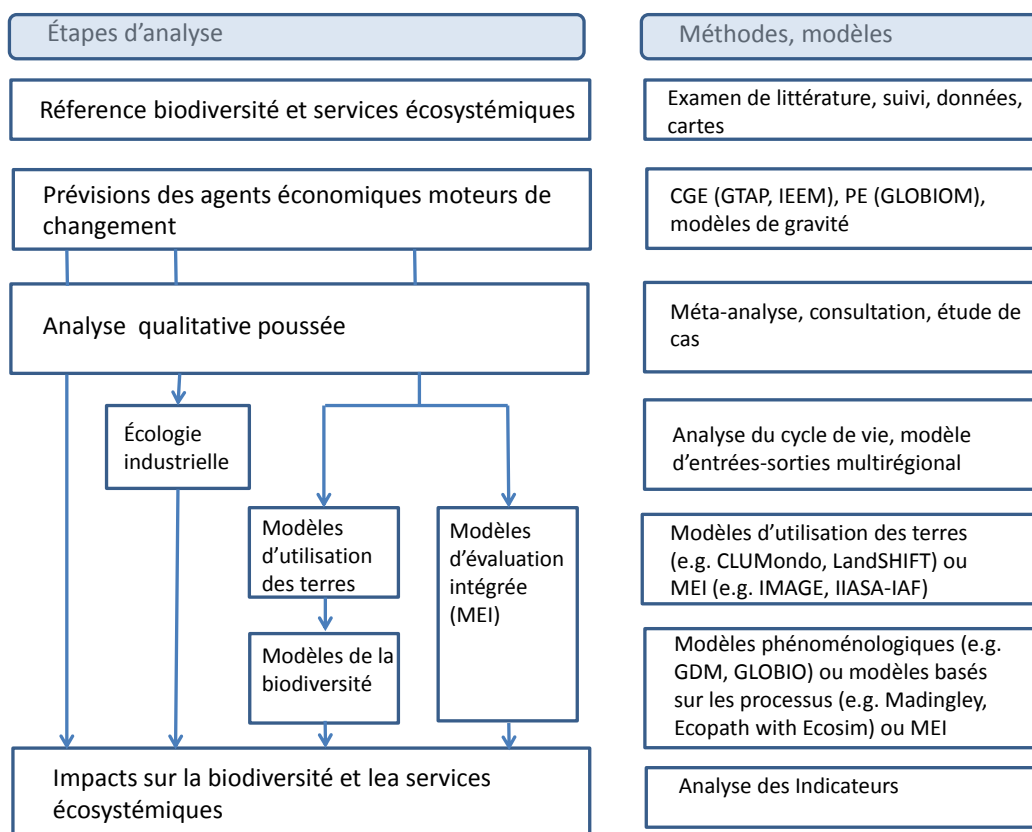 Étapes d’analyse
Méthodes, modèles
Réference biodiversité et services écosystémiques
Examen de littérature, suivi, données,
cartes
Prévisions des agents économiques moteurs de
changement
CGE (GTAP, IEEM), PE (GLOBIOM),
modèles de gravité
Analyse qualitative poussée
Méta-analyse, consultation, étude de
cas
Écologie
industrielle
Analyse du cycle de vie, modèle
d’entrées-sorties multirégional
Modèles
d’utilisation
des terres
Modèles
d’évaluation
intégrée
(MEI)
Modèles d’utilisation des terres
(e.g. CLUMondo, LandSHIFT) ou
MEI (e.g. IMAGE, IIASA-IAF)
Modèles de la
biodiversité
Modèles phénoménologiques (e.g.
GDM, GLOBIO) ou modèles basés
sur les processus (e.g. Madingley,
Ecopath with Ecosim) ou MEI
Impacts sur la biodiversité et lea services
écosystémiques
Analyse des Indicateurs